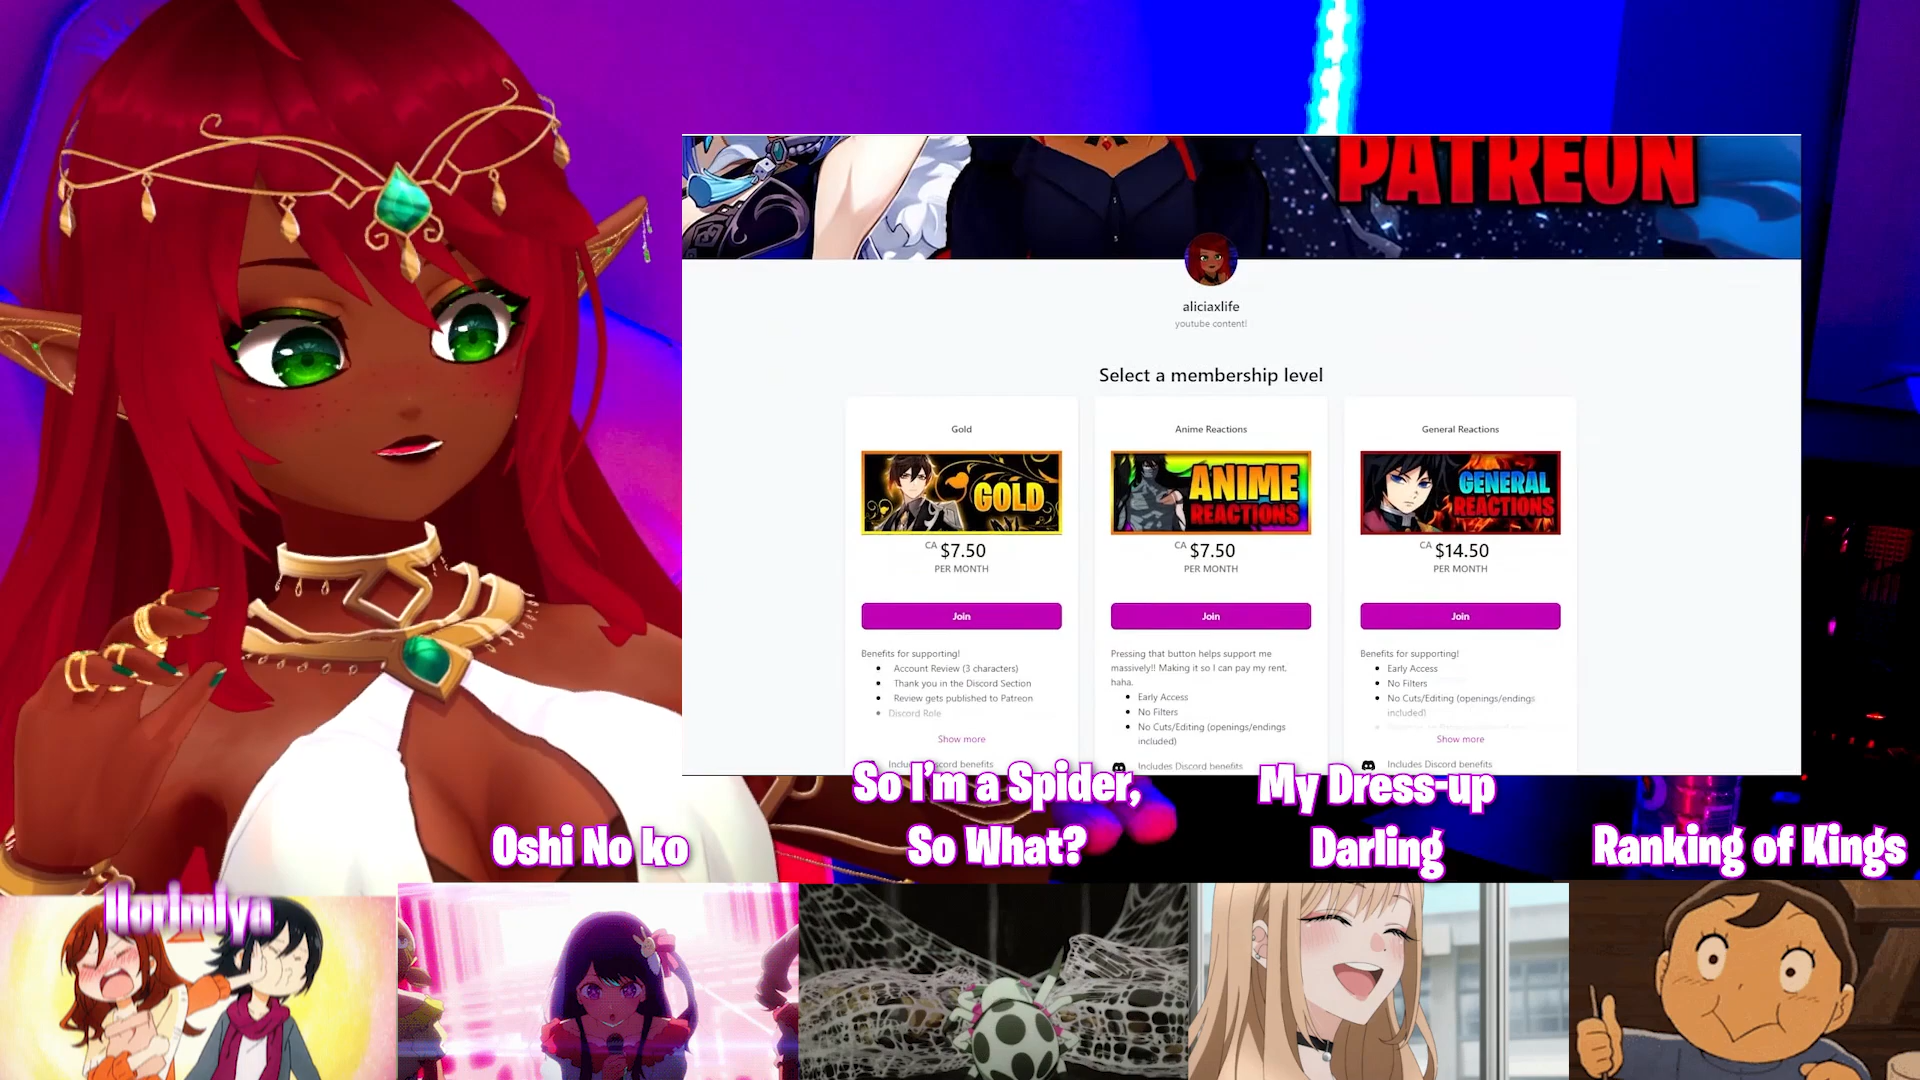 PATREON
aliciaxlife
youtube content!
Select a membership level
Gold
GOLD
CA $7.50
PER MONTH
Join
Benefits for supporting!
Account Review (3 characters)
Thank you in the Discord Section
Review gets published to Patreon
Discord Role
Show more
Includes Discord benefits
Anime Reactions
ANIME
REACTIONS
CA $7.50
PER MONTH
Join
Pressing that button helps support me
massively!! Making it so I can pay my rent,
haha.
Early Access
No Filters
No Cuts/Editing (openings/endings
included)
Includes Discord benefits
General Reactions
GENERAL
REACTIONS
CA $14.50
PER MONTH
Join
Benefits for supporting!
Early Access
No Filters
No Cuts/Editing (openings/endings
included)
Show more
Includes Discord benefits
Horimiya
Oshi No ko
So I'm a Spider,
So What?
My Dress-up
Darling
Ranking of Kings